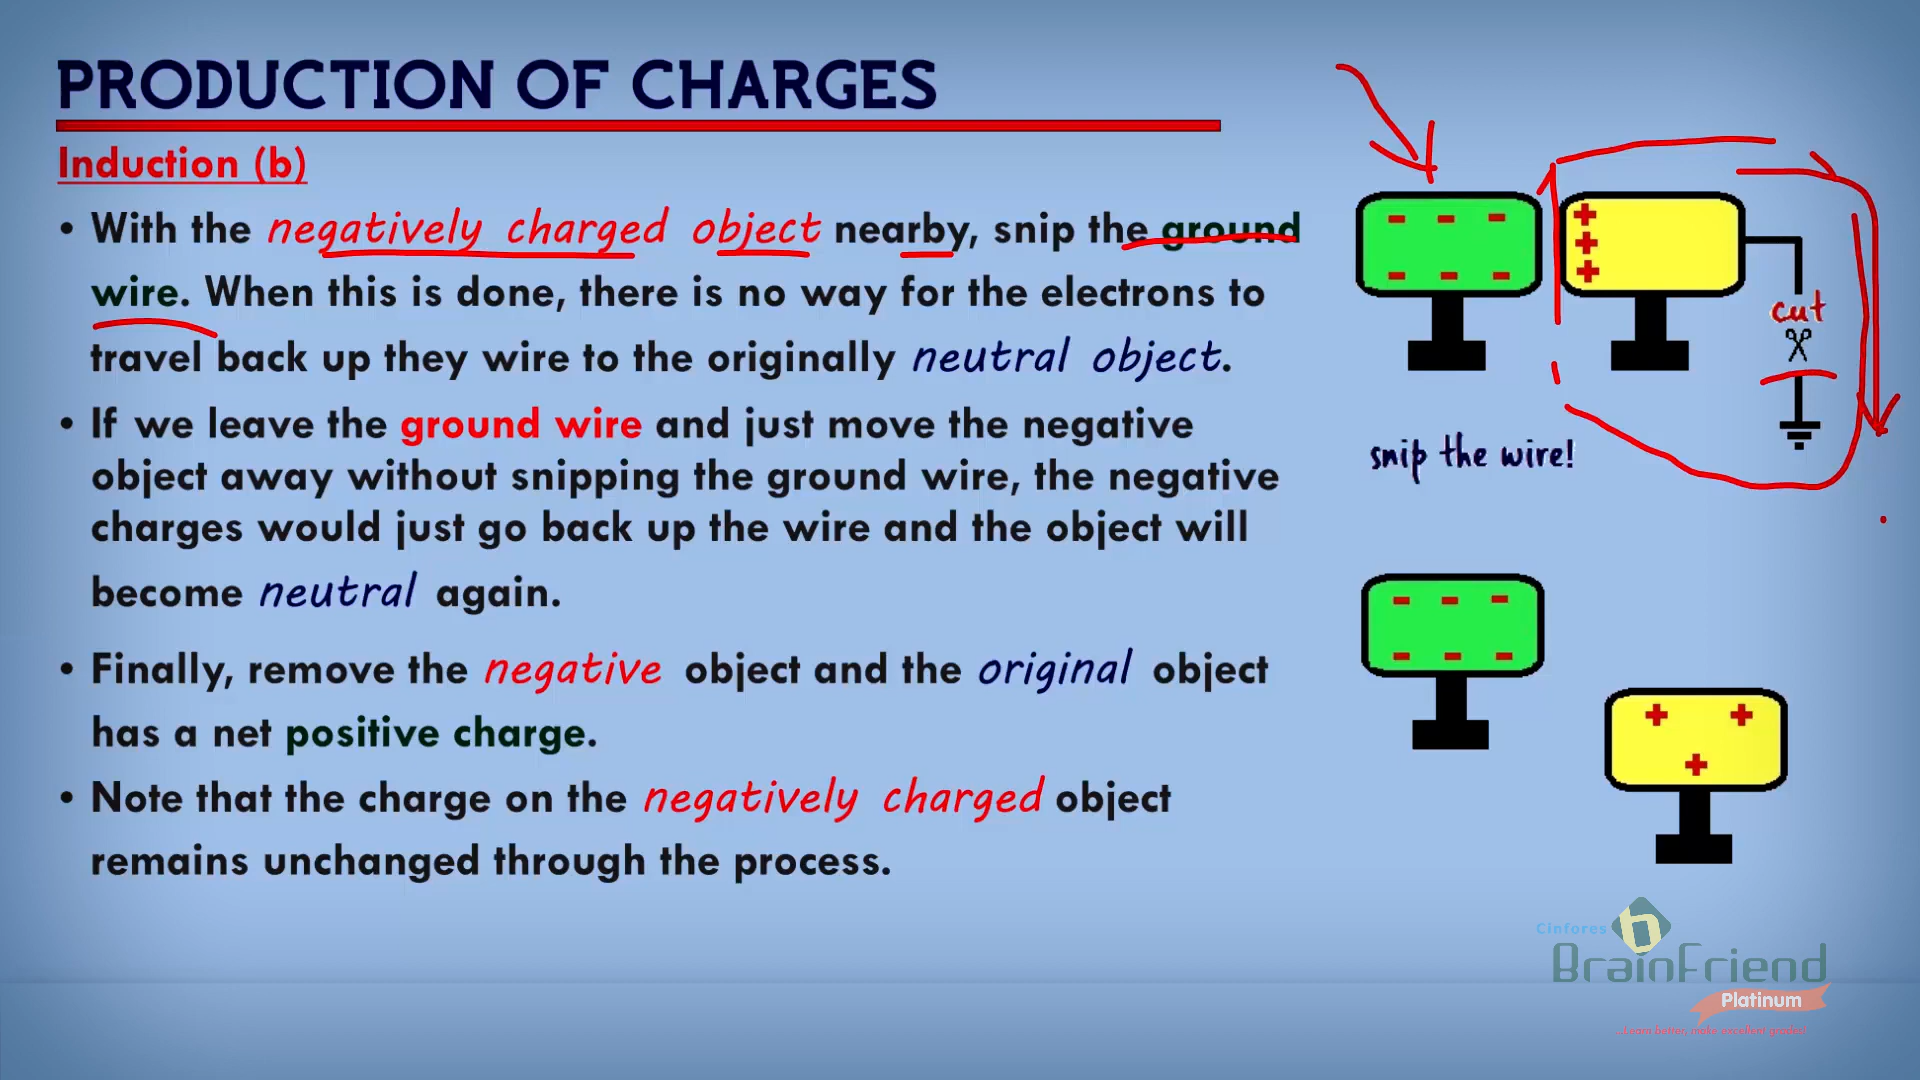 PRODUCTION OF CHARGES
Induction (b)
• With the negatively charged object nearby, snip the ground
wire. When this is done, there is no way for the electrons to
travel back up they wire to the originally neutral object.
• If we leave the ground wire and just move the negative
object away without snipping the ground wire, the negative
charges would just go back up the wire and the object will
become neutral again.
• Finally, remove the negative object and the original object
has a net positive charge.
• Note that the charge on the negatively charged object
remains unchanged through the process.
cut
snip the wire!
Cinfores
BrainFriend
Platinum
...Learn better, make excellent grades!